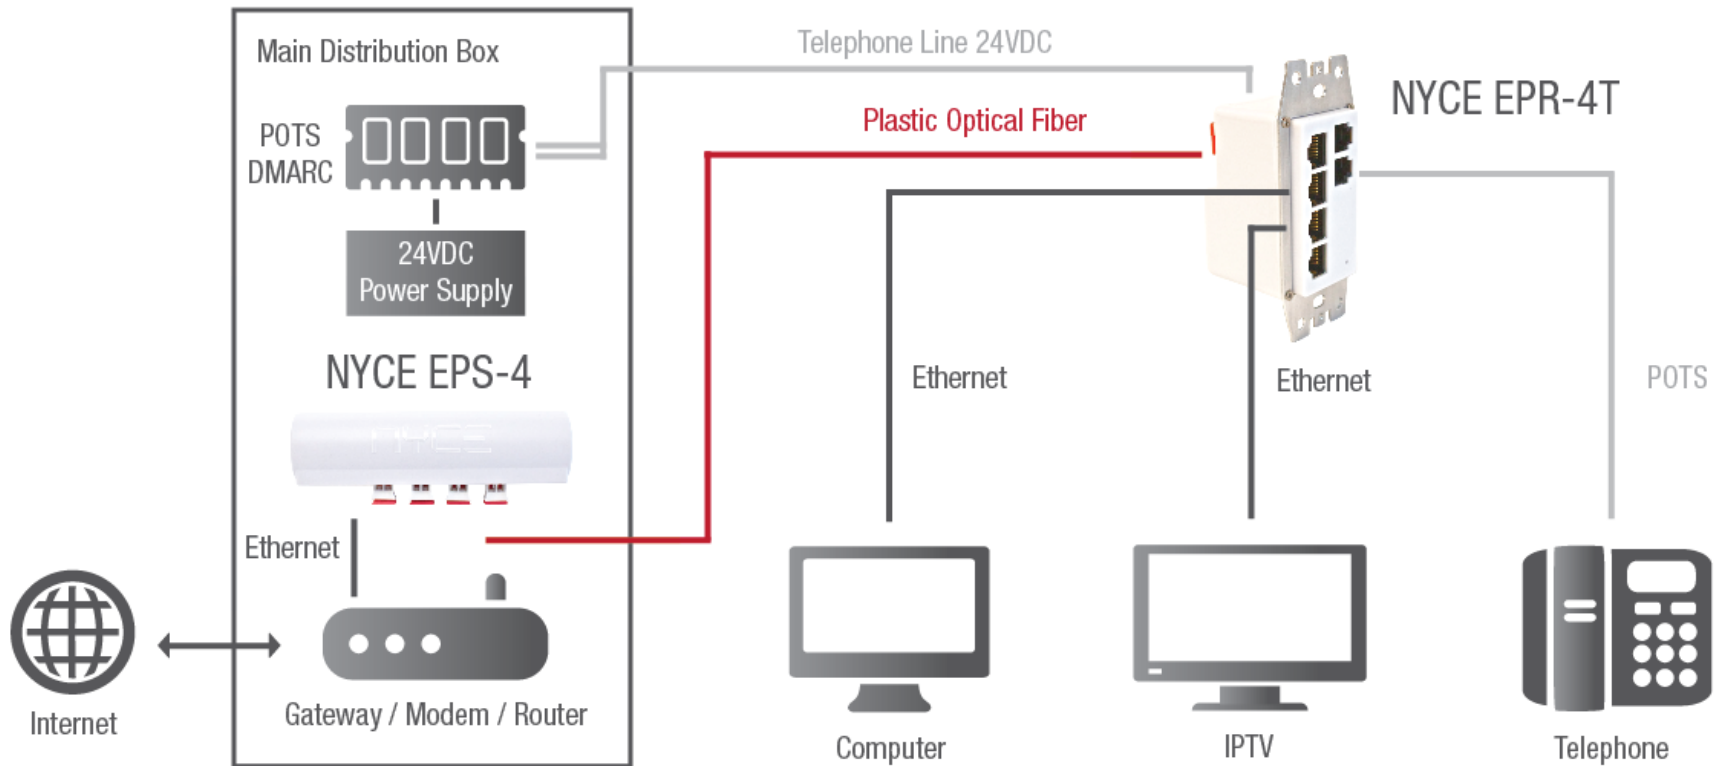 Main Distribution Box
POTS
DMARC
24VDC
Power Supply
NYCE EPS-4
NYCE
Ethernet
Internet
Gateway / Modem / Router
Telephone Line 24VDC
Plastic Optical Fiber
NYCE EPR-4T
Ethernet
Ethernet
POTS
Computer
IPTV
Telephone